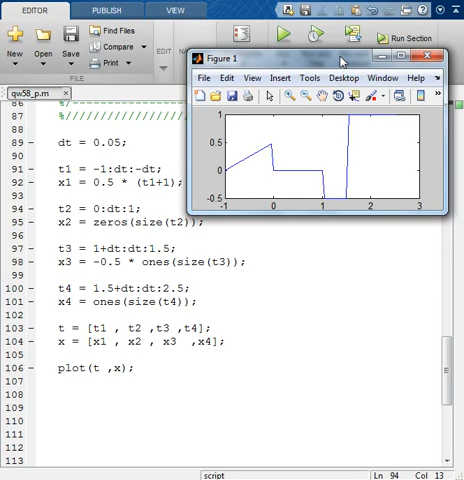 EDITOR
PUBLISH
VIEW
New
Open
Save
Find Files
Compare
Print
FILE
EDIT
Run Section
Figure 1
File Edit View Insert Tools Desktop Window Help
1
0.5
0
-0.5
-1 0 1 2 3
qw58_p.m
86 %/
87 %//////////////////
88
89 dt = 0.05;
90
91 t1 = -1:dt:-dt;
92 x1 = 0.5 * (t1+1);
93
94 t2 = 0:dt:1;
95 x2 = zeros(size(t2));
96
97 t3 = 1+dt:dt:1.5;
98 x3 = -0.5 * ones(size(t3));
99
100 t4 = 1.5+dt:dt:2.5;
101 x4 = ones(size(t4));
102
103 t = [t1 , t2 ,t3 ,t4];
104 x = [x1 , x2 , x3 ,x4];
105
106 plot(t ,x);
107
108
109
110
111
112
113
script
Ln 94 Col 13